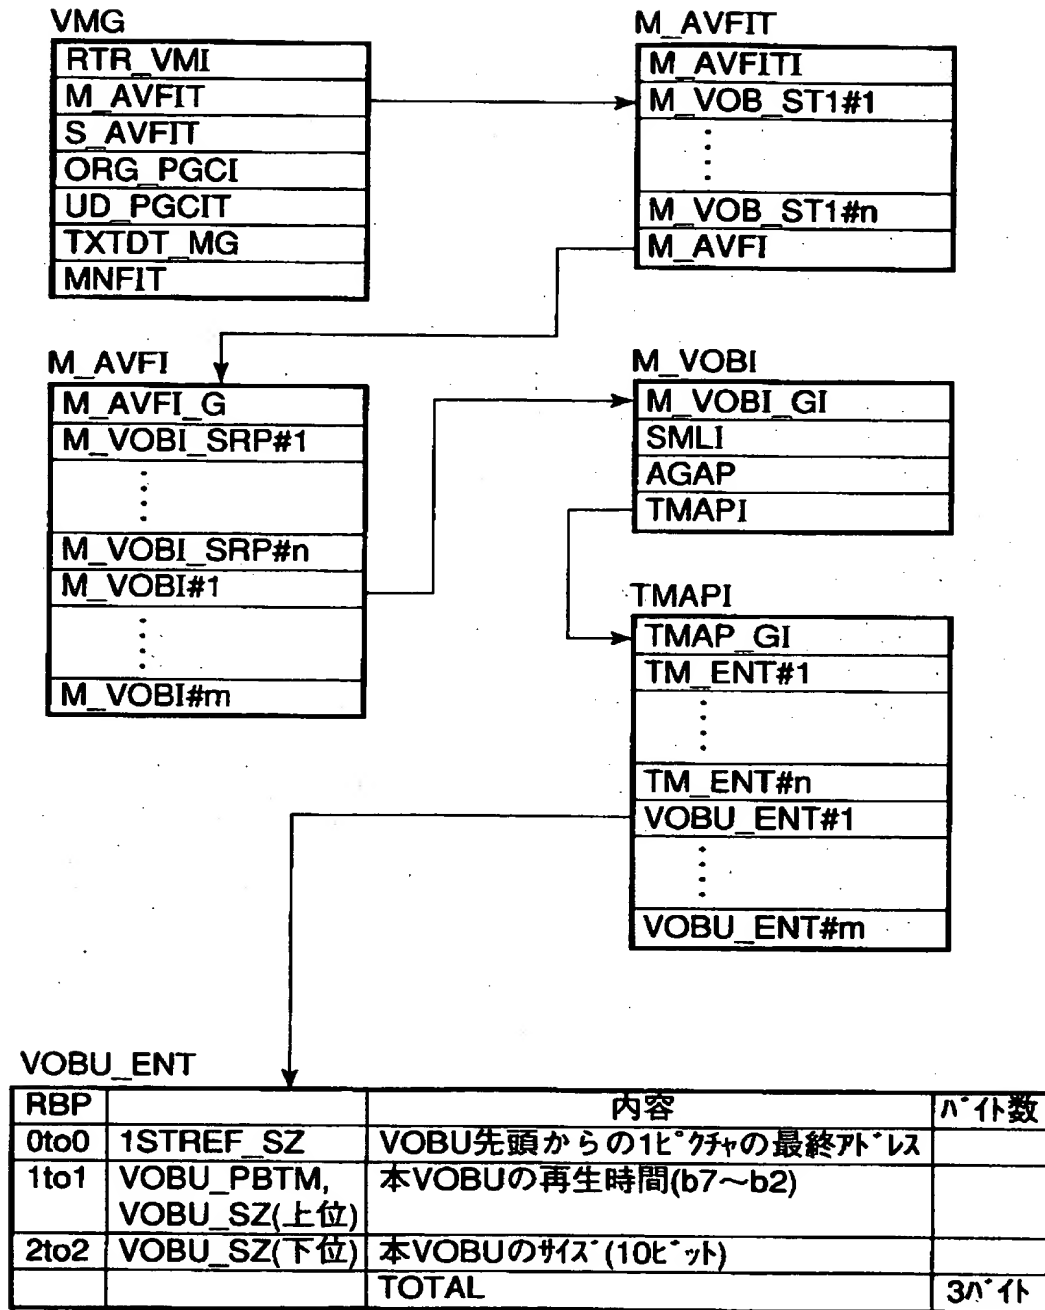 VMG
RTR_VMI
M_AVFIT
S_AVFIT
ORG_PGCI
UD_PGCIT
TXTDT_MG
MNFIT
M_AVFIT
M_AVFITI
M_VOB_ST1#1
M_VOB_ST1#n
M_AVFI
M_AVFI
M_AVFI_G
M_VOBI_SRP#1
M_VOBI_SRP#n
M_VOBI#1
M_VOBI#m
M_VOBI
M_VOBI_GI
SMLI
AGAP
TMAPI
TMAPI
TMAP_GI
TM_ENT#1
TM_ENT#n
VOBU_ENT#1
VOBU_ENT#m
VOBU_ENT
RBP 内容 ﾊﾞｲﾄ数
0to0 1STREF_SZ VOBU先頭からの1ﾋﾟｸﾁｬの最終ｱﾄﾞﾚｽ
1to1 VOBU_PBTM, 本VOBUの再生時間(b7～b2)
VOBU_SZ(上位)
2to2 VOBU_SZ(下位) 本VOBUのｻｲｽﾞ(10ﾋﾞｯﾄ)
TOTAL 3ﾊﾞｲﾄ